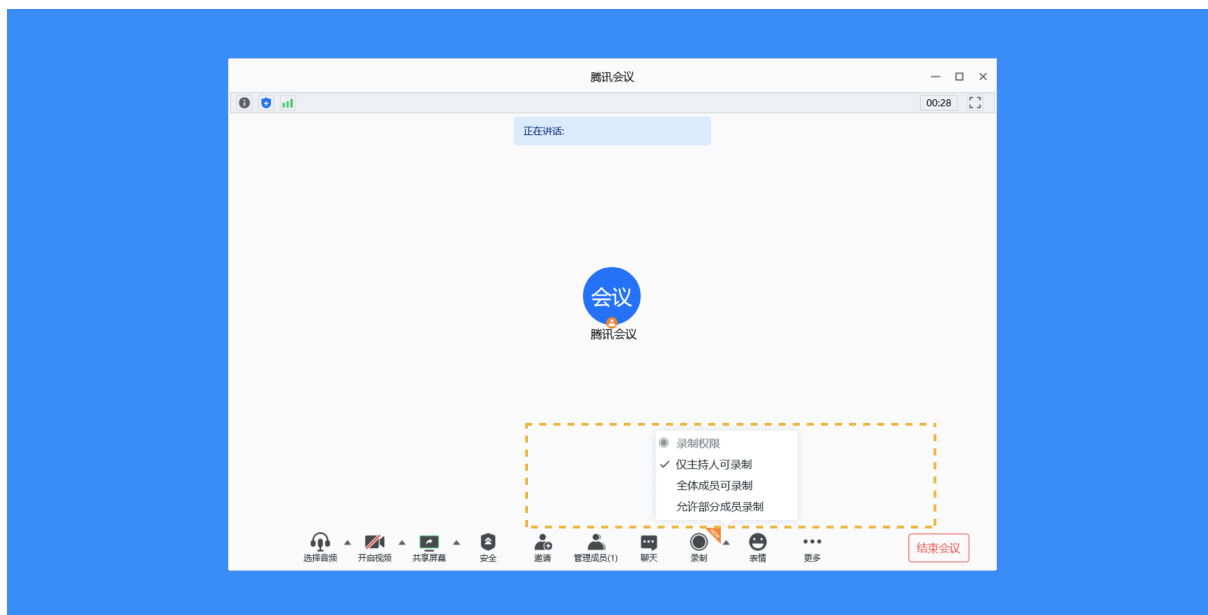 腾讯会议
00:28
正在讲话:
会议
腾讯会议
录制权限
仅主持人可录制
全体成员可录制
允许部分成员录制
选择音频
开启视频
共享屏幕
安全
邀请
管理成员(1)
聊天
录制
表情
更多
结束会议